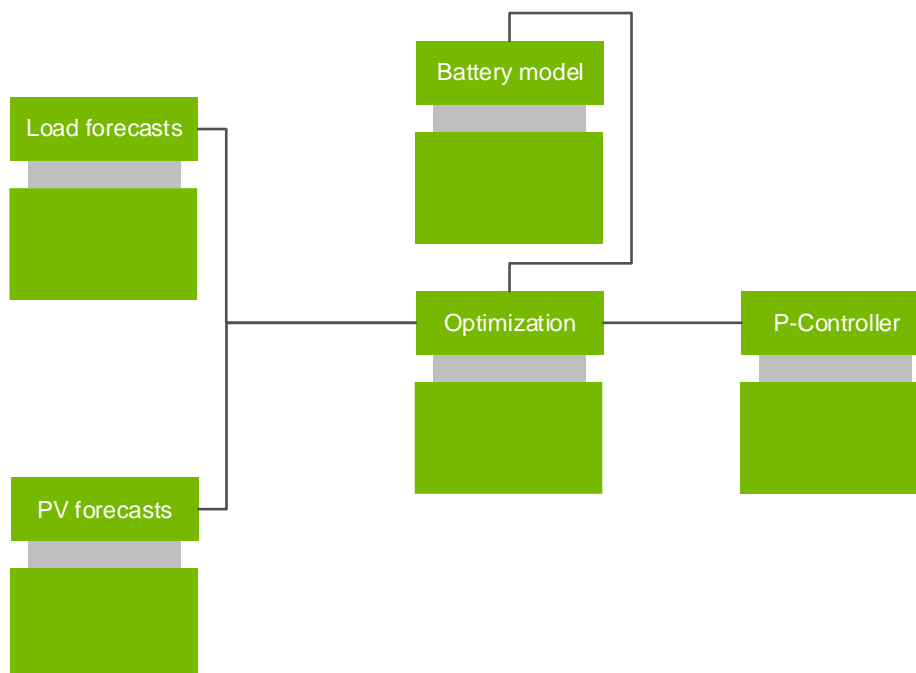 Battery model
Load forecasts
Optimization
P-Controller
PV forecasts